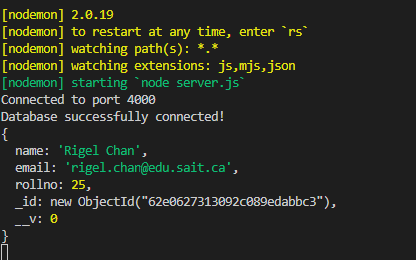 [nodemon] 2.0.19
[nodemon] to restart at any time, enter `rs`
[nodemon] watching path(s): *.*
[nodemon] watching extensions: js,mjs,json
[nodemon] starting `node server.js`
Connected to port 4000
Database successfully connected!
{
  name: 'Rigel Chan',
  email: 'rigel.chan@edu.sait.ca',
  rollno: 25,
  _id: new ObjectId("62e0627313092c089edabbc3"),
  __v: 0
}